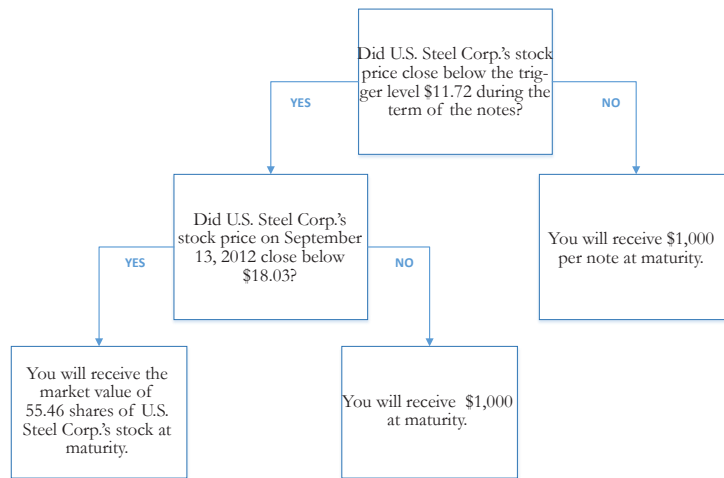 Did U.S. Steel Corp.'s stock
price close below the trig-
ger level $11.72 during the
term of the notes?
YES
NO
Did U.S. Steel Corp.'s
stock price on September
13, 2012 close below
$18.03?
You will receive $1,000
per note at maturity.
YES
NO
You will receive the
market value of
55.46 shares of U.S.
Steel Corp.'s stock at
maturity.
You will receive $1,000
at maturity.